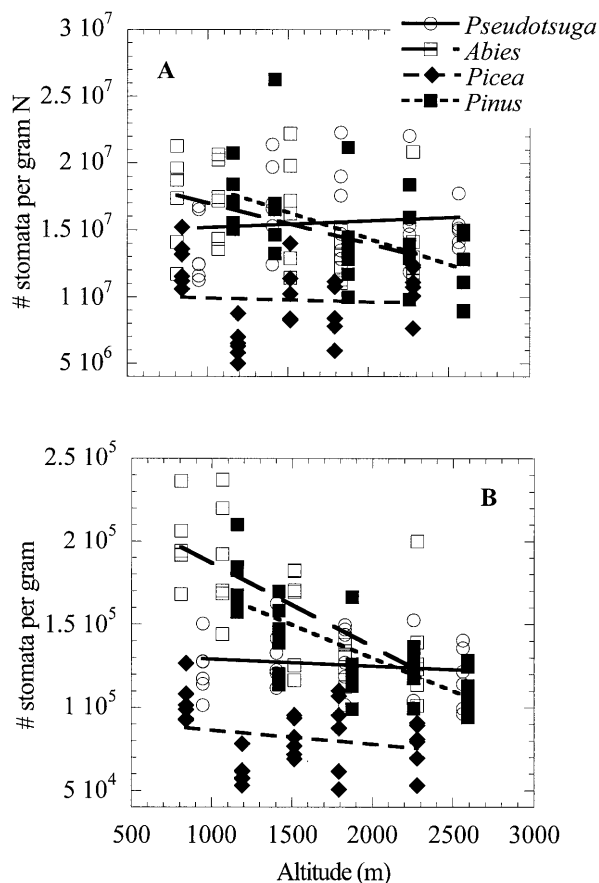 Pseudotsuga
Abies
Picea
Pinus
A
# stomata per gram N
3 10⁷
2.5 10⁷
2 10⁷
1.5 10⁷
1 10⁷
5 10⁶
B
# stomata per gram
2.5 10⁵
2 10⁵
1.5 10⁵
1 10⁵
5 10⁴
500 1000 1500 2000 2500 3000
Altitude (m)